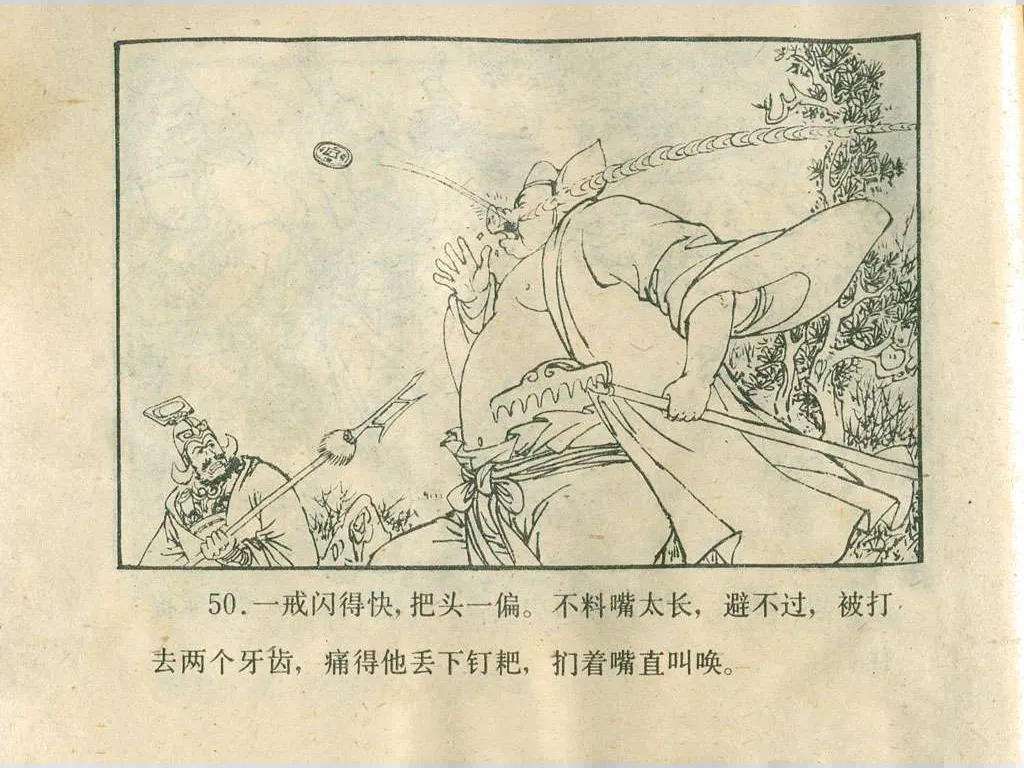 50.一戒闪得快,把头一偏。不料嘴太长,避不过,被打
去两个牙齿,痛得他丢下钉耙,扪着嘴直叫唤。